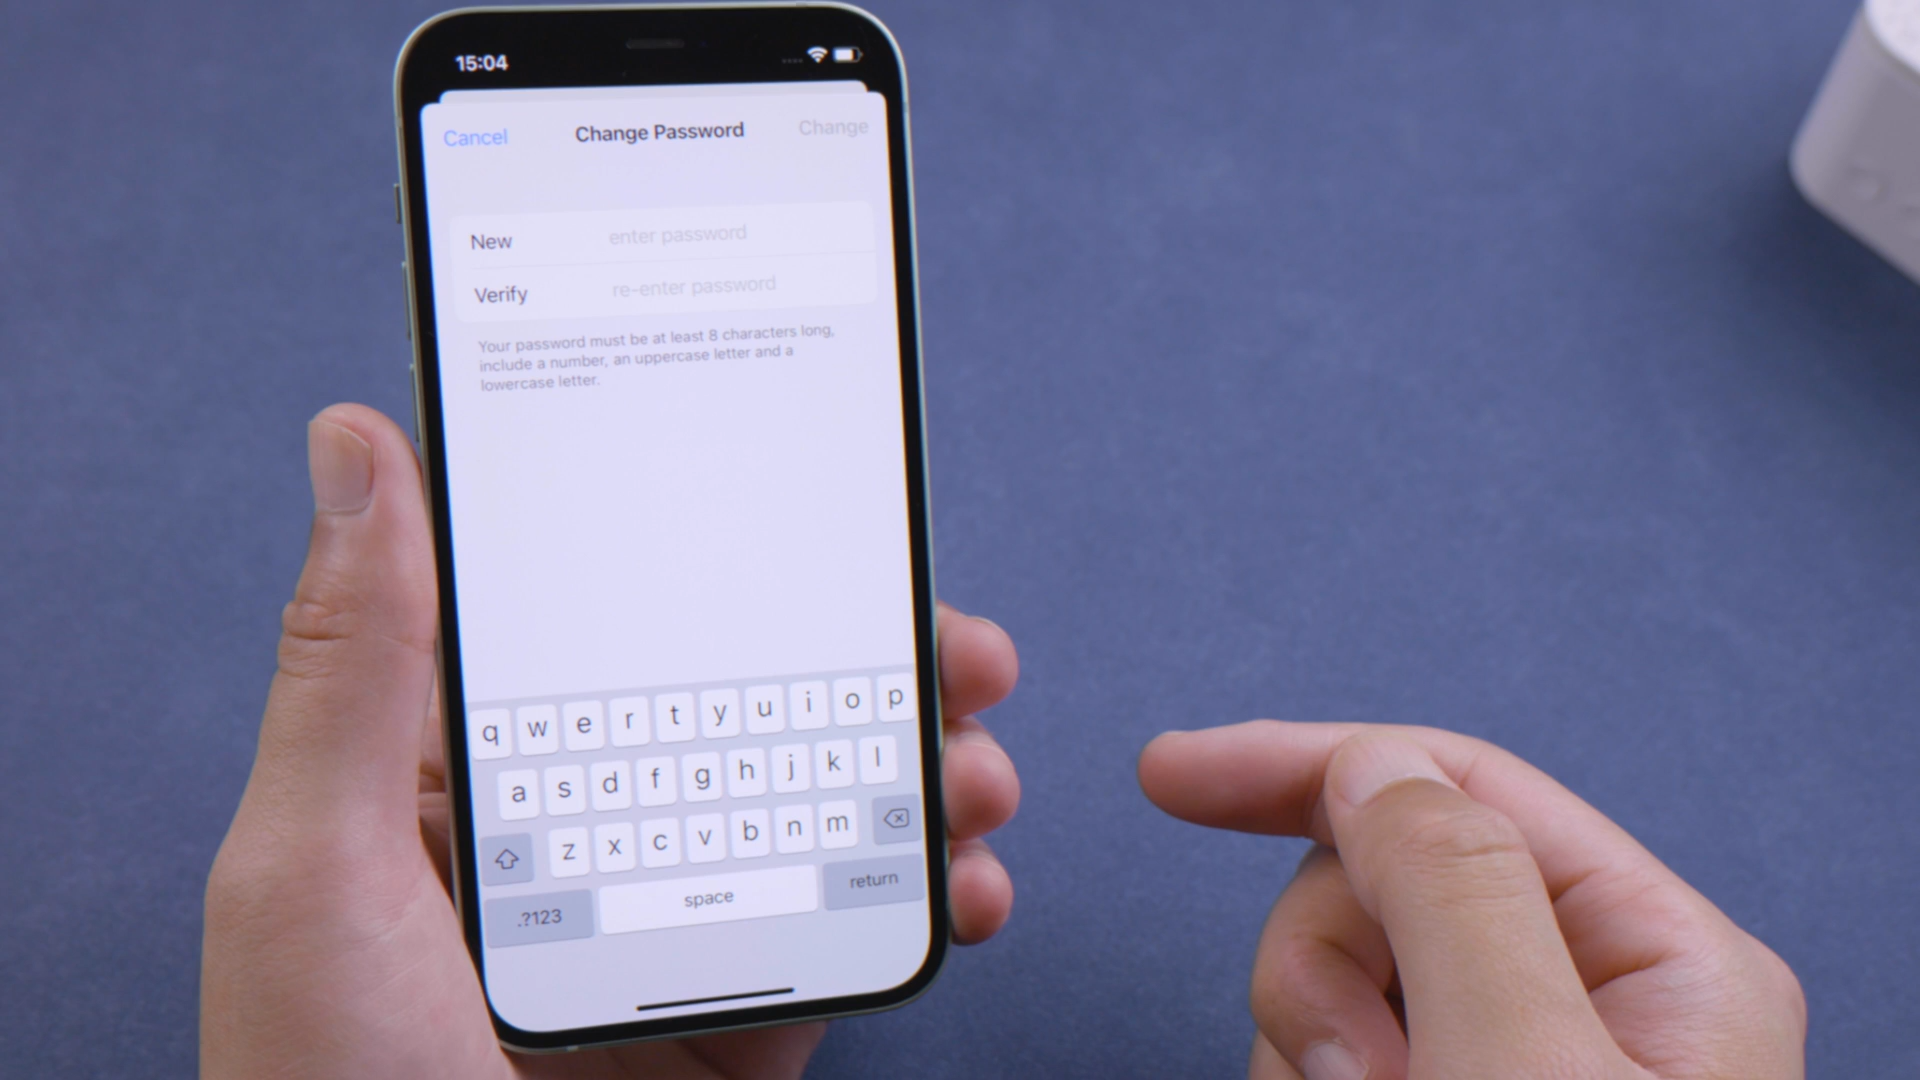 15:04
Cancel Change Password Change
New enter password
Verify re-enter password
Your password must be at least 8 characters long,
include a number, an uppercase letter and a
lowercase letter.
q w e r t y u i o p
a s d f g h j k l
z x c v b n m
.?123 space return